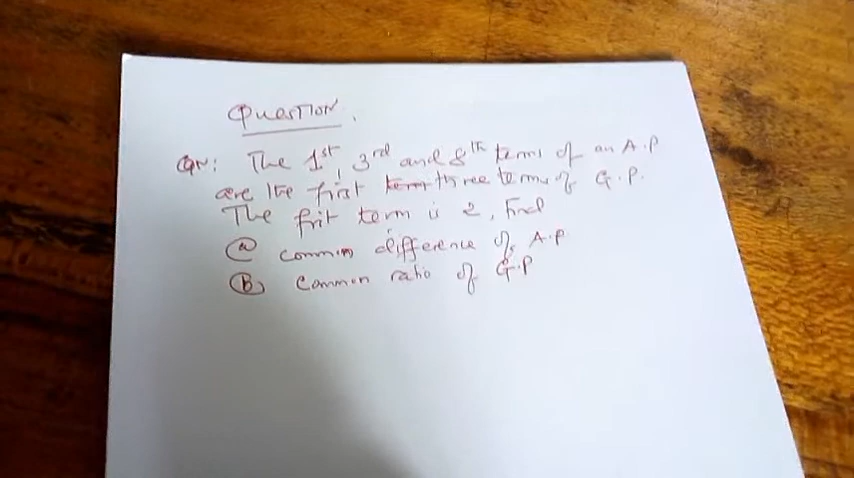 Question.
QN: The 1st, 3rd and 8th terms of an A.P
are the first term three terms of G.P.
The first term is 2, Find
(a) common difference of A.P
(b) Common ratio of G.P